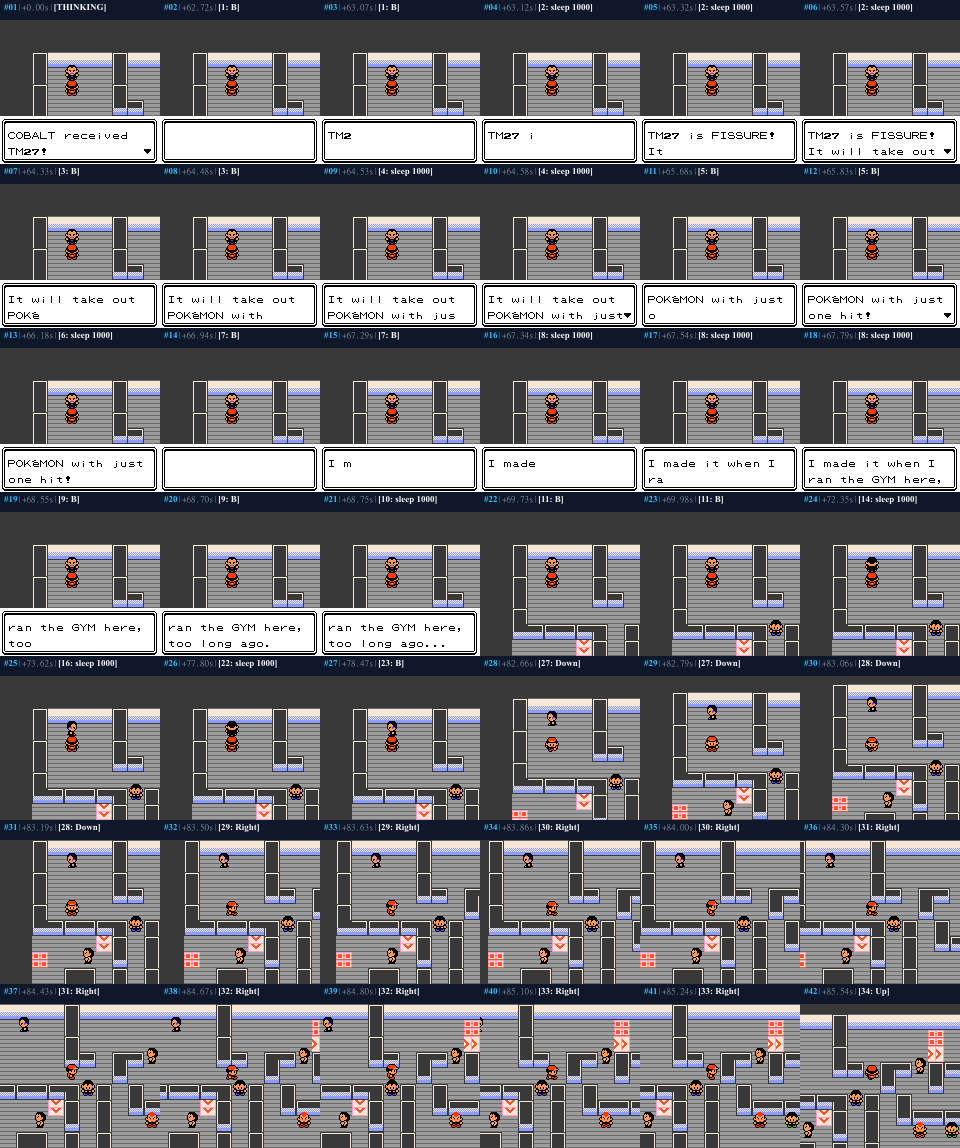 #01|+0.00s|[THINKING] #02|+62.72s|[1: B] #03|+63.07s|[1: B] #04|+63.12s|[2: sleep 1000] #05|+63.32s|[2: sleep 1000] #06|+63.57s|[2: sleep 1000]
COBALT received
TM27!
TM2
TM27 i
TM27 is FISSURE!
It
TM27 is FISSURE!
It will take out
#07|+64.33s|[3: B] #08|+64.48s|[3: B] #09|+64.53s|[4: sleep 1000] #10|+64.58s|[4: sleep 1000] #11|+65.68s|[5: B] #12|+65.83s|[5: B]
It will take out
POKé
It will take out
POKéMON with
It will take out
POKéMON with jus
It will take out
POKéMON with just
POKéMON with just
o
POKéMON with just
one hit!
#13|+66.18s|[6: sleep 1000] #14|+66.94s|[7: B] #15|+67.29s|[7: B] #16|+67.34s|[8: sleep 1000] #17|+67.54s|[8: sleep 1000] #18|+67.79s|[8: sleep 1000]
POKéMON with just
one hit!
I m
I made
I made it when I
ra
I made it when I
ran the GYM here,
#19|+68.55s|[9: B] #20|+68.70s|[9: B] #21|+68.75s|[10: sleep 1000] #22|+69.73s|[11: B] #23|+69.98s|[11: B] #24|+72.35s|[14: sleep 1000]
ran the GYM here,
too
ran the GYM here,
too long ago.
ran the GYM here,
too long ago...
#25|+73.62s|[16: sleep 1000] #26|+77.80s|[22: sleep 1000] #27|+78.47s|[23: B] #28|+82.66s|[27: Down] #29|+82.79s|[27: Down] #30|+83.06s|[28: Down]
#31|+83.19s|[28: Down] #32|+83.50s|[29: Right] #33|+83.63s|[29: Right] #34|+83.86s|[30: Right] #35|+84.00s|[30: Right] #36|+84.30s|[31: Right]
#37|+84.43s|[31: Right] #38|+84.67s|[32: Right] #39|+84.80s|[32: Right] #40|+85.10s|[33: Right] #41|+85.24s|[33: Right] #42|+85.54s|[34: Up]